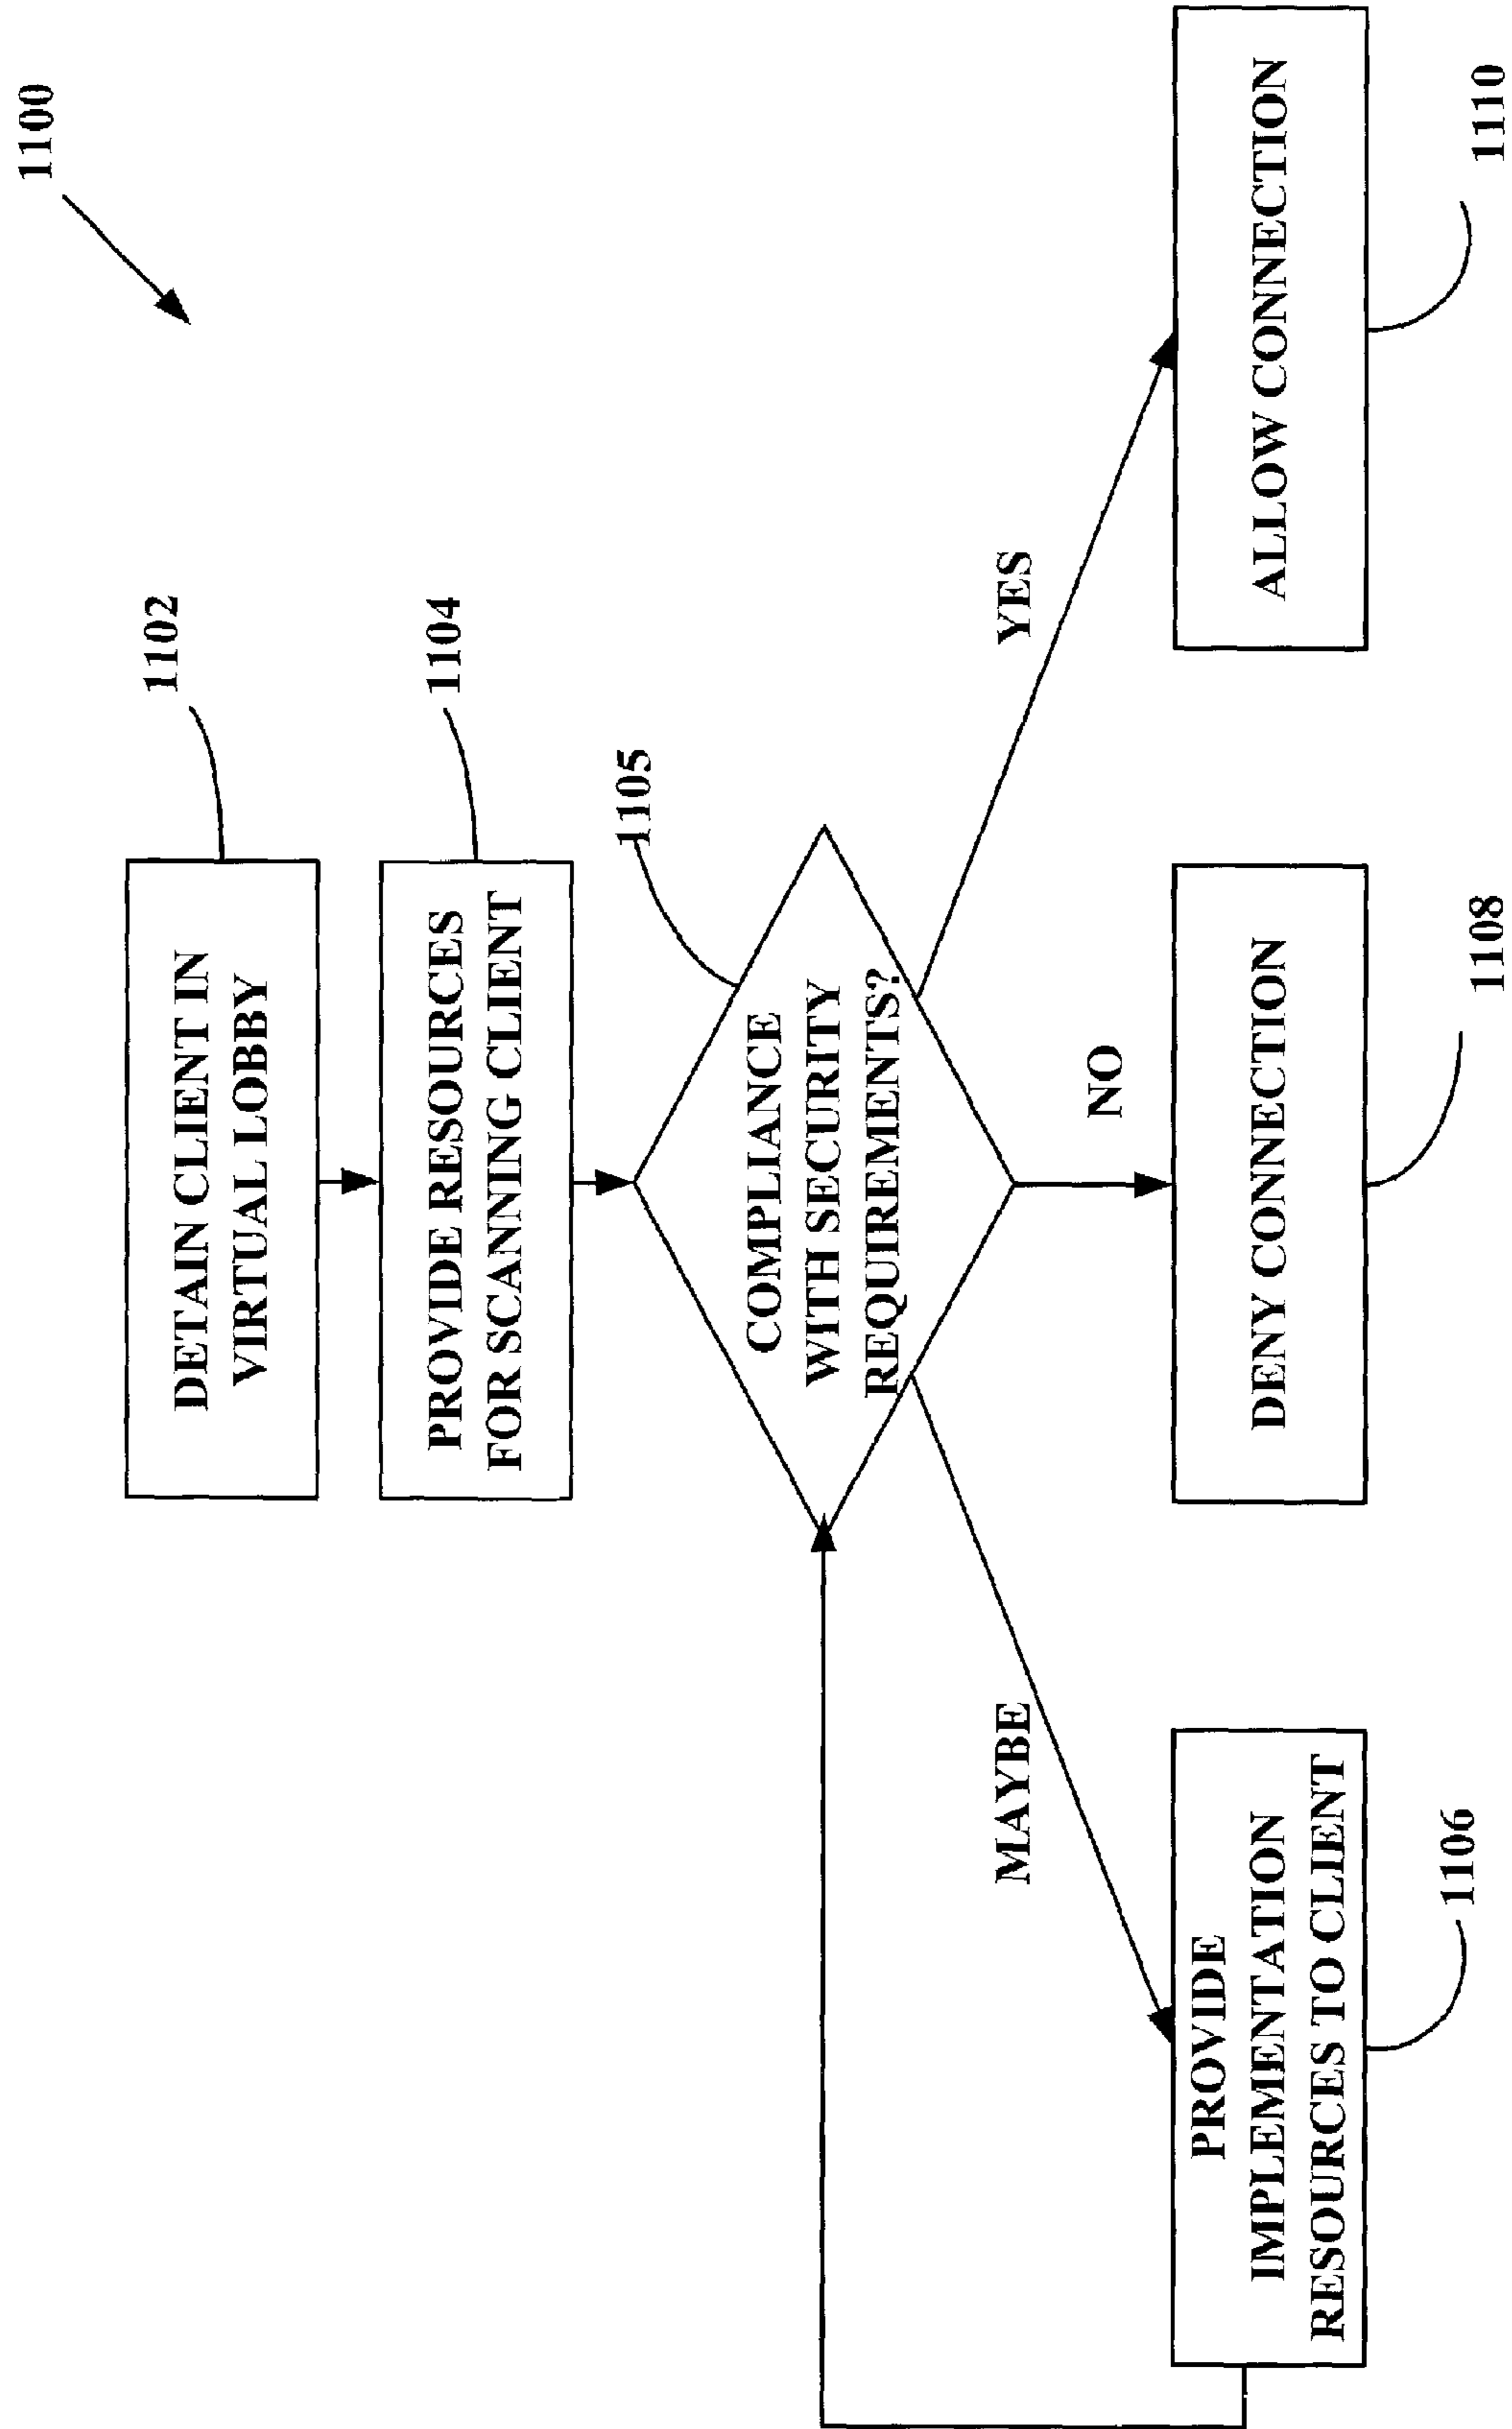 1100
DETAIN CLIENT IN
VIRTUAL LOBBY
1102
PROVIDE RESOURCES
FOR SCANNING CLIENT
1104
1105
COMPLIANCE
WITH SECURITY
REQUIREMENTS?
MAYBE
NO
YES
PROVIDE
IMPLEMENTATION
RESOURCES TO CLIENT
1106
DENY CONNECTION
1108
ALLOW CONNECTION
1110